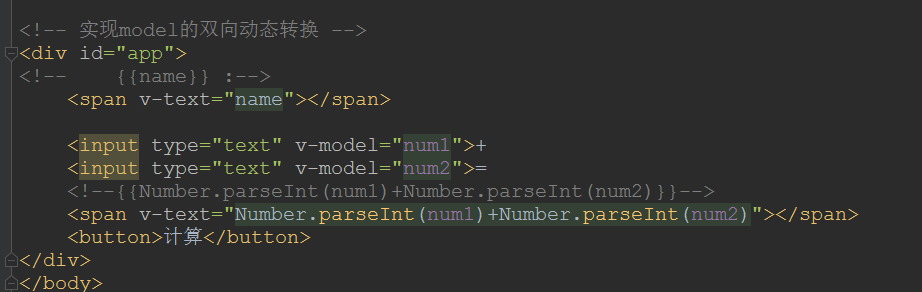 <!-- 实现model的双向动态转换 -->
<div id="app">
<!--    {{name}} :-->
    <span v-text="name"></span>

    <input type="text" v-model="num1">+
    <input type="text" v-model="num2">=
    <!--{{Number.parseInt(num1)+Number.parseInt(num2)}}-->
    <span v-text="Number.parseInt(num1)+Number.parseInt(num2)"></span>
    <button>计算</button>
</div>
</body>